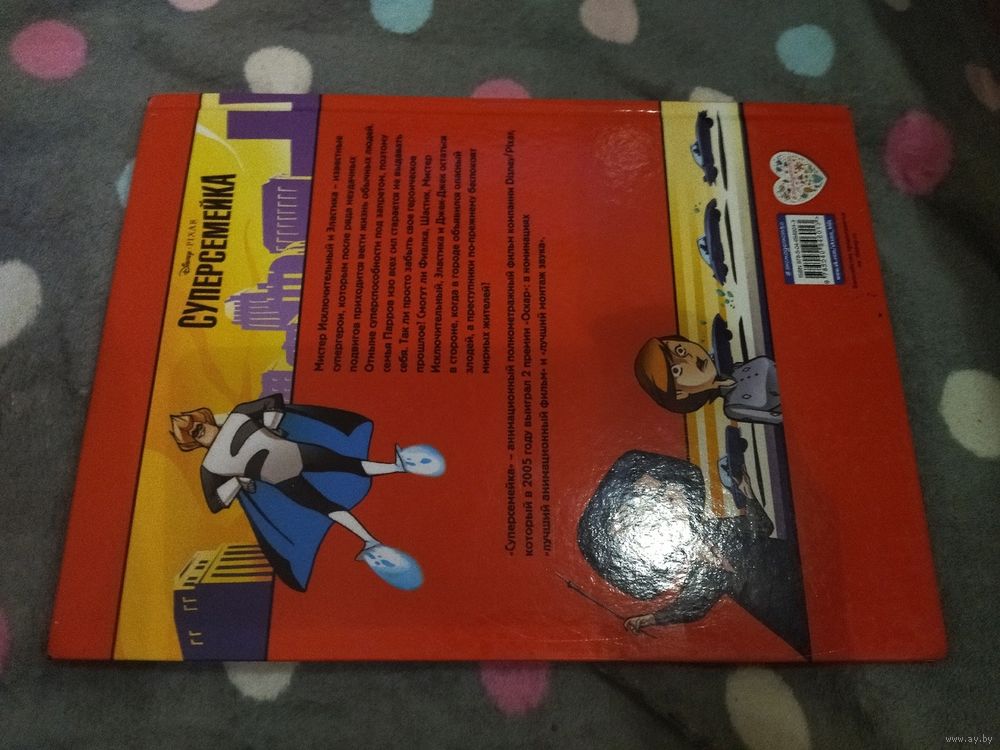 Disney · PIXAR
СУПЕРСЕМЕЙКА
Мистер Исключительный и Эластика – известные
супергерои, которым после ряда неудачных
подвигов приходится вести жизнь обычных людей.
Отныне суперспособности под запретом, поэтому
семья Парров изо всех сил старается не выдавать
себя. Так ли просто забыть свое героическое
прошлое? Смогут ли Фиалка, Шастик, Мистер
Исключительный, Эластика и Джек-Джек остаться
в стороне, когда в городе объявился опасный
злодей, а преступники по-прежнему беспокоят
мирных жителей?
«Суперсемейка» – анимационный полнометражный фильм компании Disney/Pixar,
который в 2005 году выиграл 2 премии «Оскар»: в номинациях
«лучший анимационный фильм» и «лучший монтаж звука».
www.ay.by